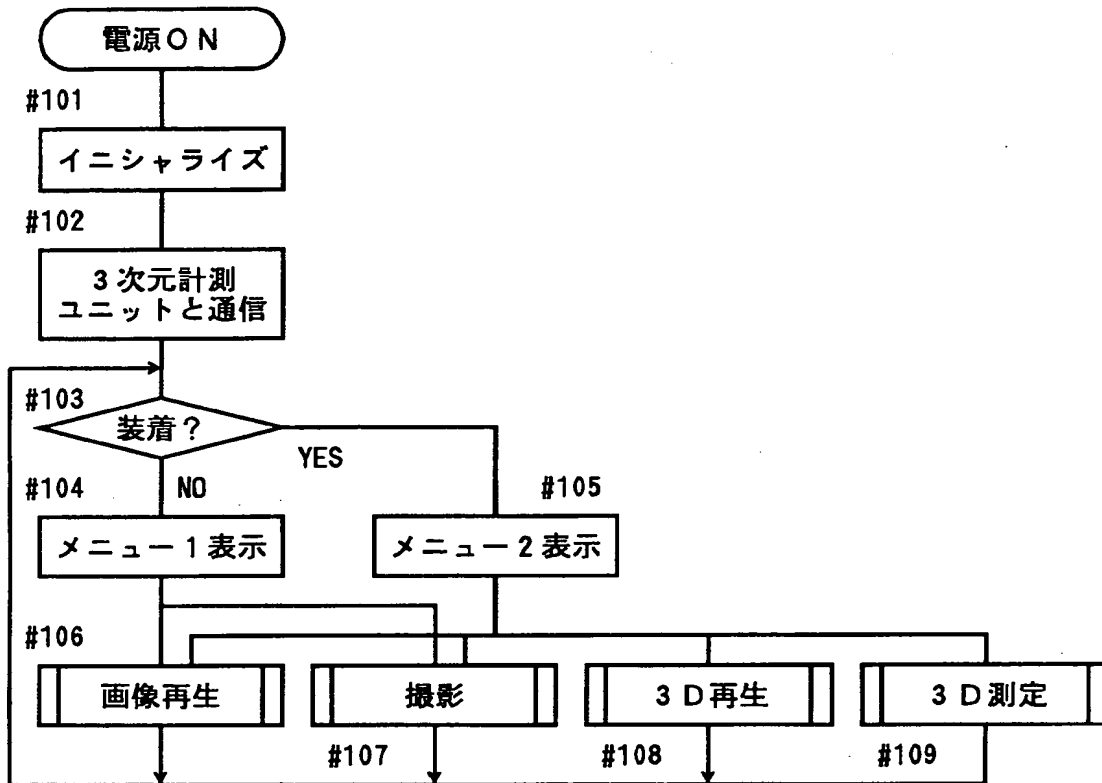 電源ＯＮ
#101
イニシャライズ
#102
３次元計測
ユニットと通信
#103
装着？
YES
#104
NO
#105
メニュー１表示
メニュー２表示
#106
画像再生
撮影
３Ｄ再生
３Ｄ測定
#107
#108
#109